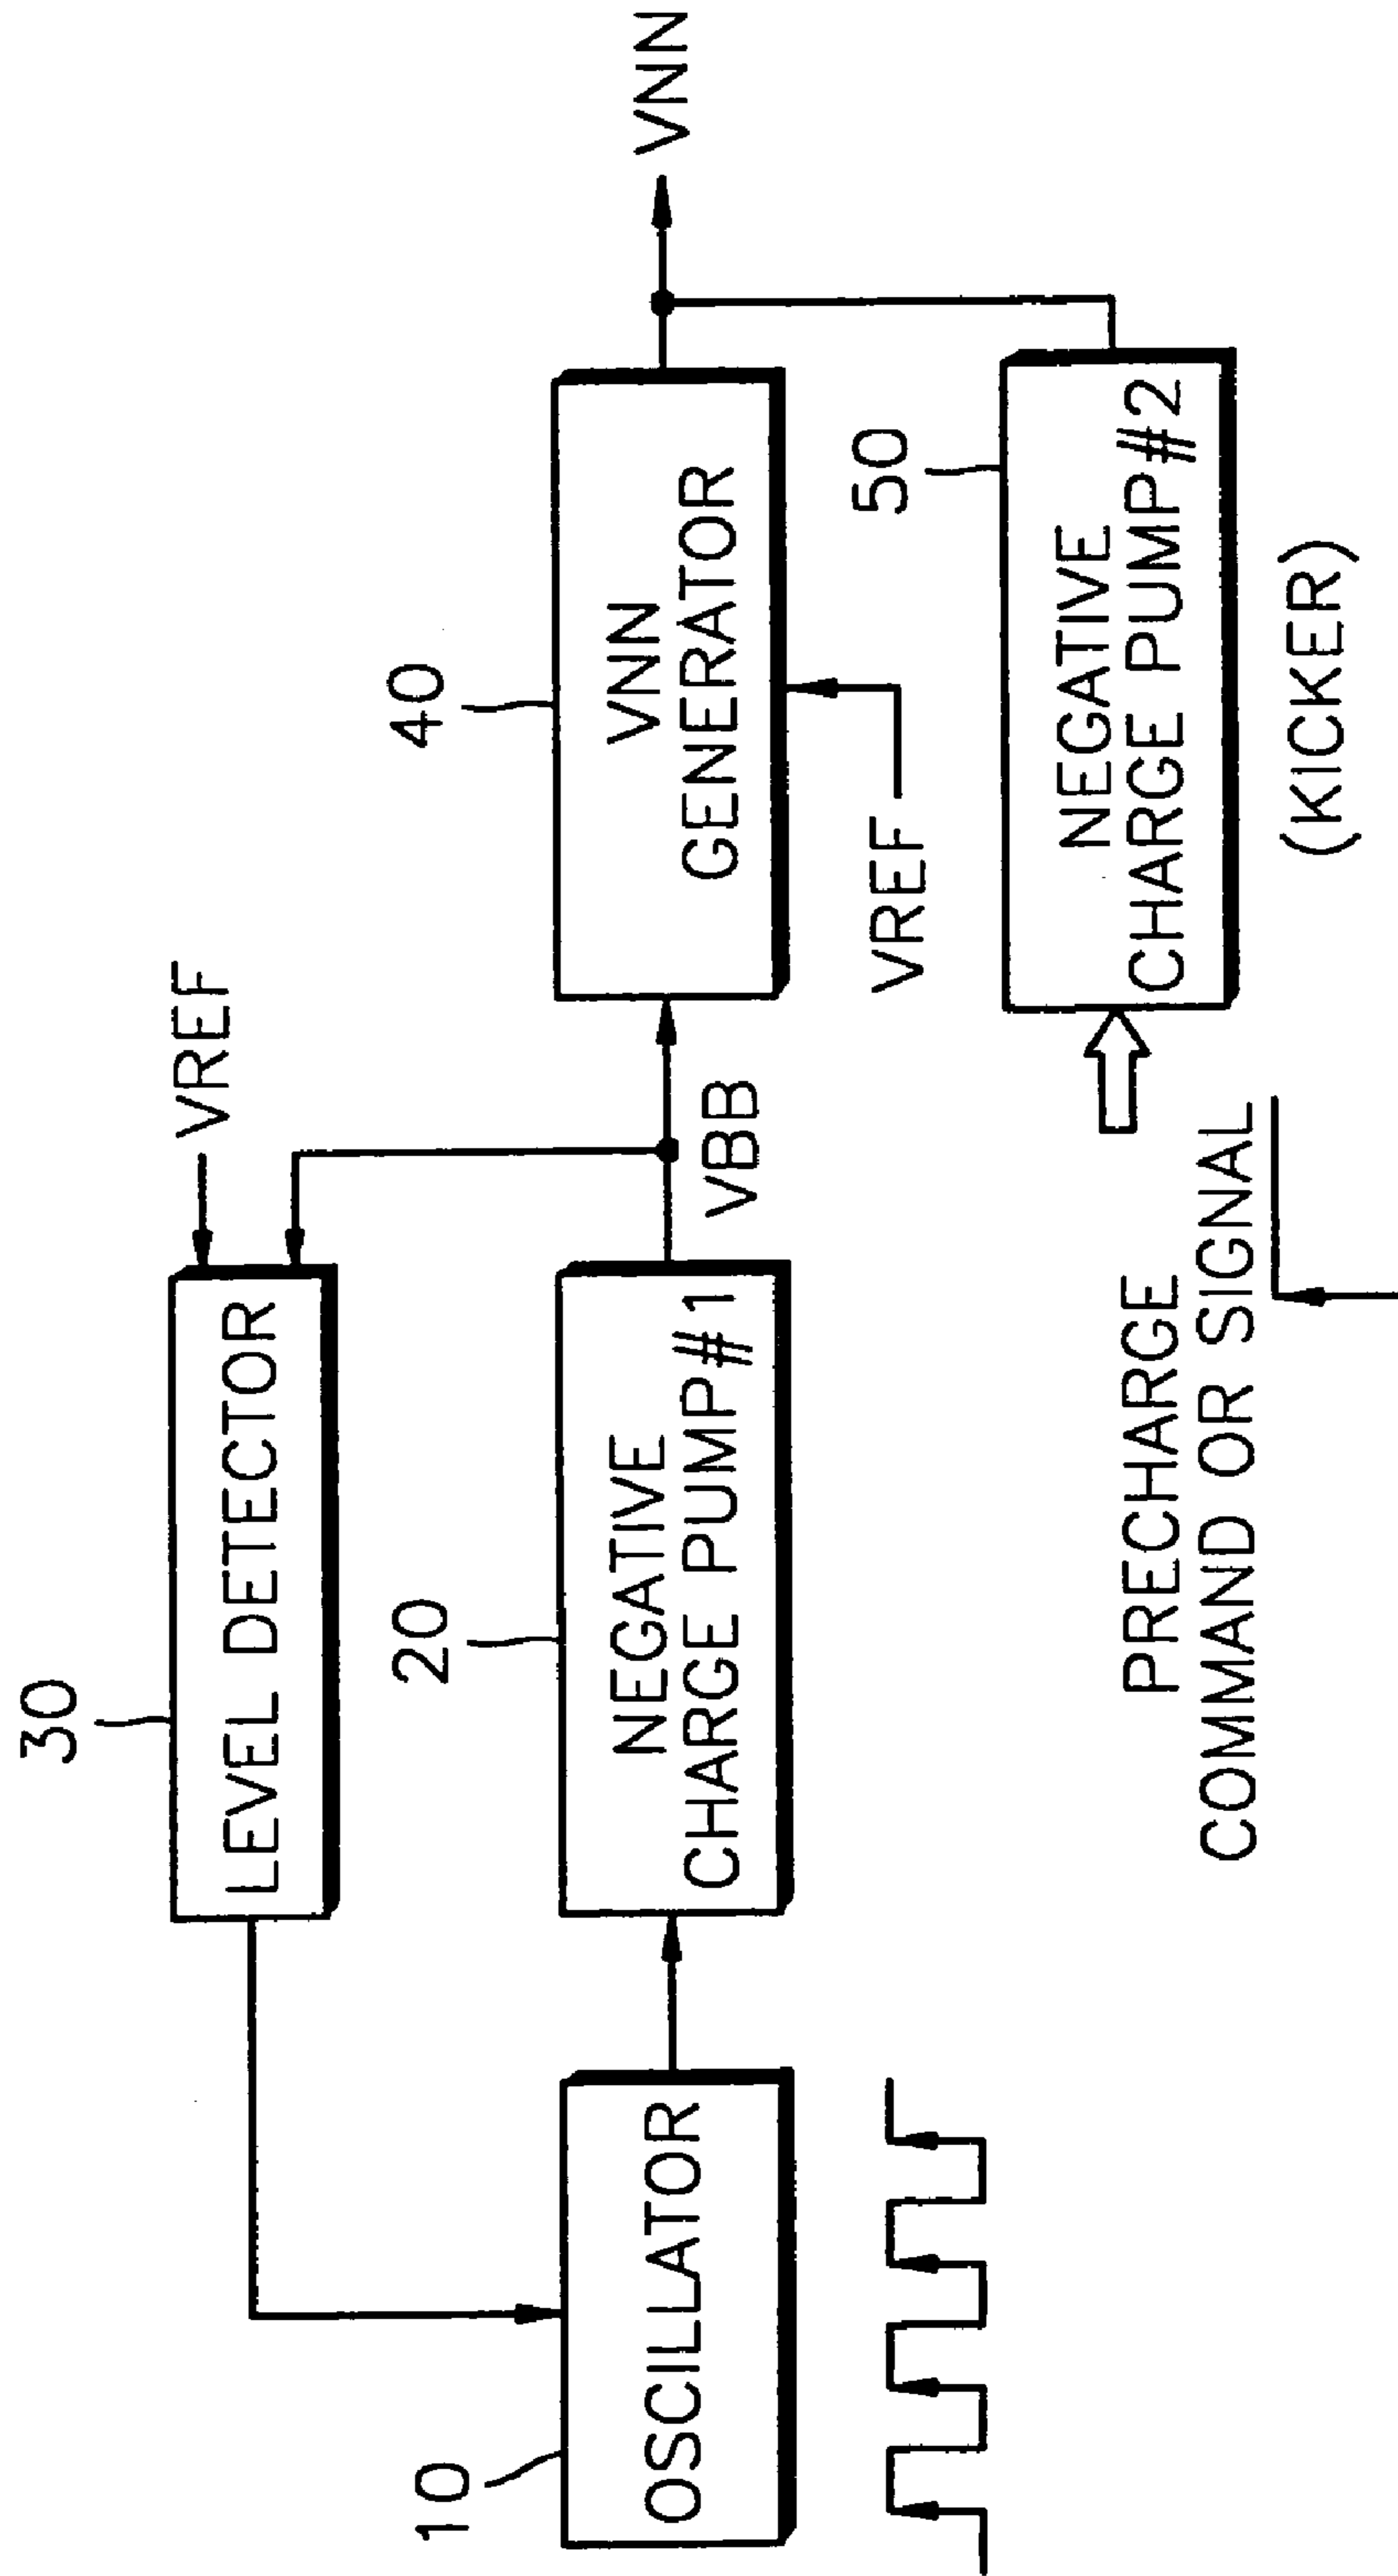 30
LEVEL DETECTOR
VREF
10
OSCILLATOR
20
NEGATIVE
CHARGE PUMP#1
VBB
40
VNN
GENERATOR
VNN
VREF
50
NEGATIVE
CHARGE PUMP#2
(KICKER)
PRECHARGE
COMMAND OR SIGNAL